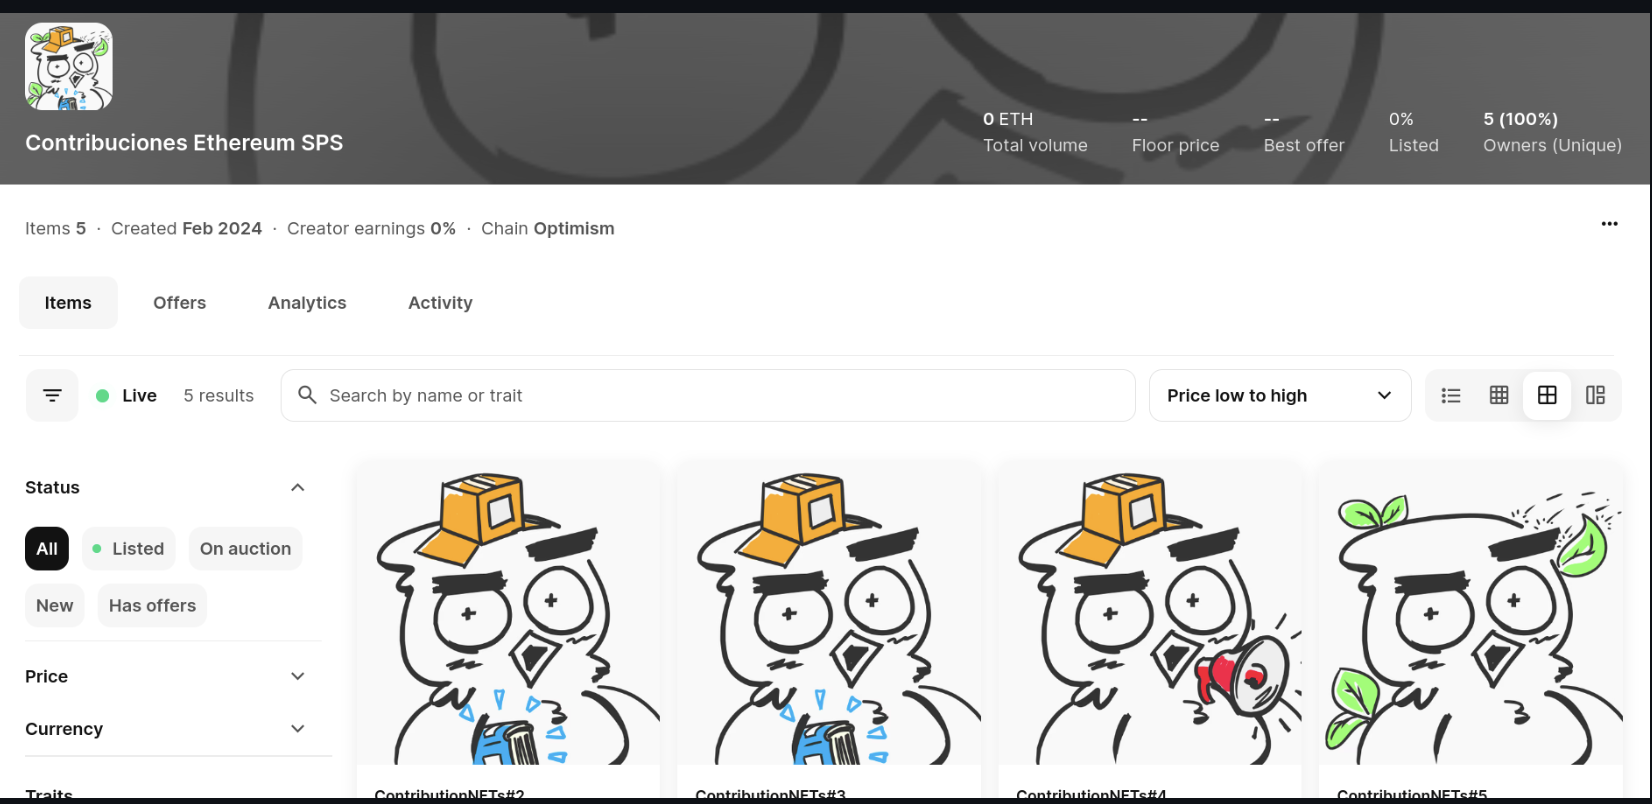 Contribuciones Ethereum SPS
0 ETH
Total volume
--
Floor price
--
Best offer
0%
Listed
5 (100%)
Owners (Unique)
Items 5 · Created Feb 2024 · Creator earnings 0% · Chain Optimism
Items
Offers
Analytics
Activity
Live
5 results
Search by name or trait
Price low to high
Status
All
Listed
On auction
New
Has offers
Price
Currency
Traits
ContributionNFTs#2
ContributionNFTs#3
ContributionNFTs#4
ContributionNFTs#5